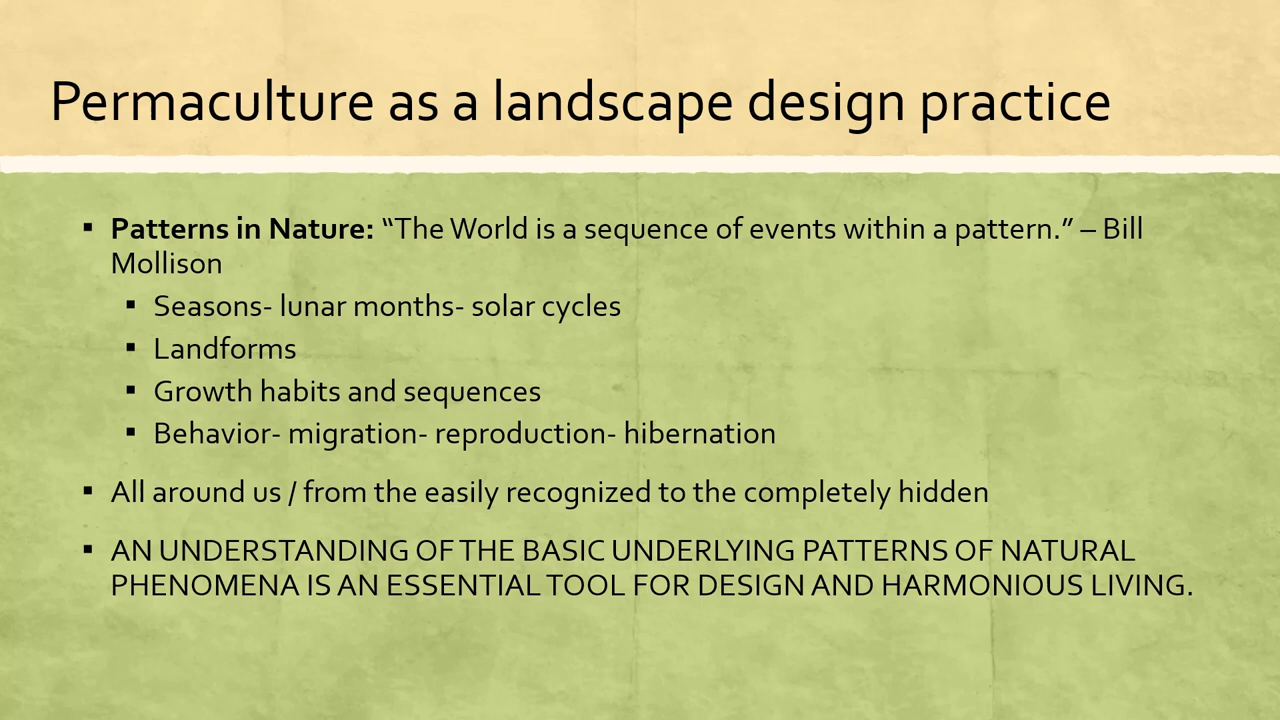 Permaculture as a landscape design practice
▪ Patterns in Nature: “The World is a sequence of events within a pattern.” – Bill
Mollison
▪ Seasons- lunar months- solar cycles
▪ Landforms
▪ Growth habits and sequences
▪ Behavior- migration- reproduction- hibernation
▪ All around us / from the easily recognized to the completely hidden
▪ AN UNDERSTANDING OF THE BASIC UNDERLYING PATTERNS OF NATURAL
PHENOMENA IS AN ESSENTIAL TOOL FOR DESIGN AND HARMONIOUS LIVING.